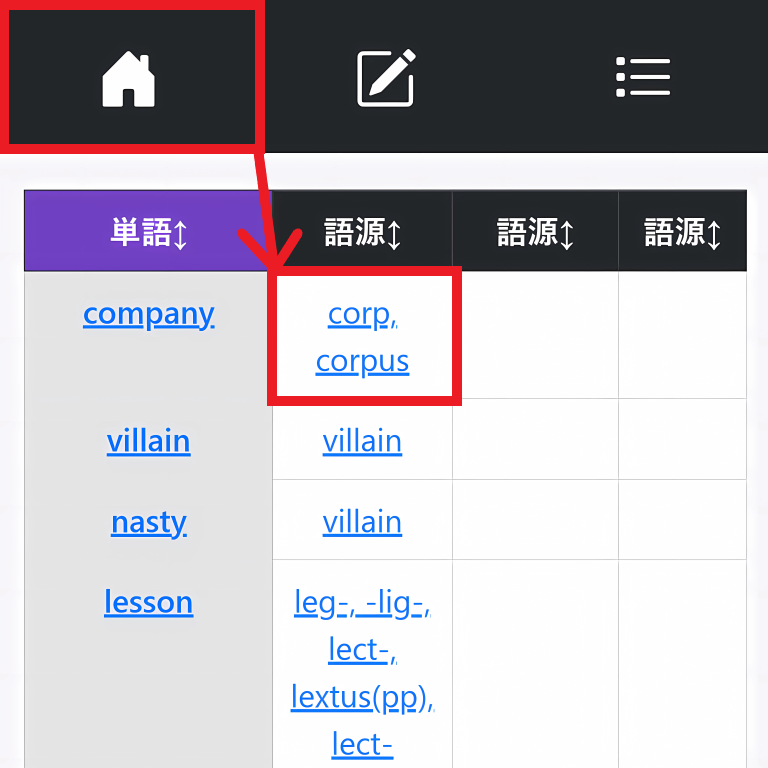 単語↕ 語源↕ 語源↕ 語源↕
company corp,
corpus
villain villain
nasty villain
lesson leg-, -lig-,
lect-,
lextus(pp),
lect-